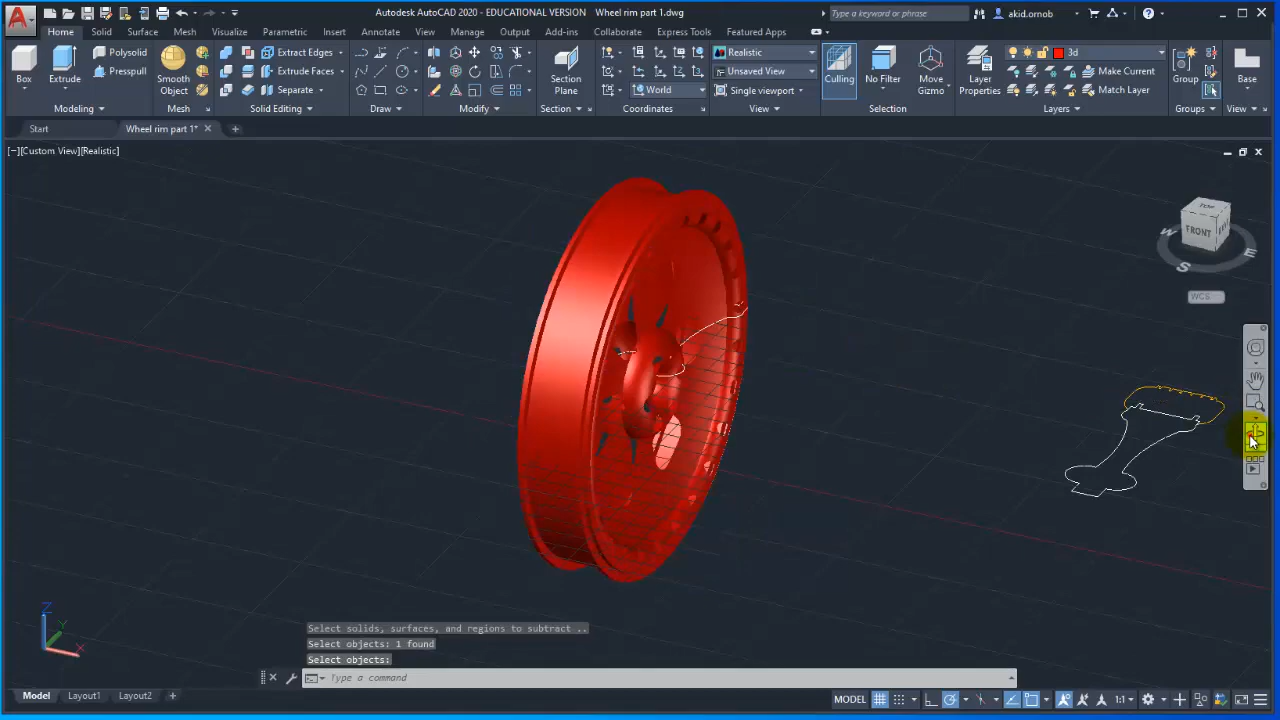 Autodesk AutoCAD 2020 - EDUCATIONAL VERSION Wheel rim part 1.dwg
Type a keyword or phrase
akid.ornob
Home Solid Surface Mesh Visualize Parametric Insert Annotate View Manage Output Add-ins Collaborate Express Tools Featured Apps
Box
Extrude
Polysolid
Presspull
Modeling
Smooth Object
Mesh
Extract Edges
Extrude Faces
Separate
Solid Editing
Draw
Modify
Section Plane
Section
World
Coordinates
Realistic
Unsaved View
Single viewport
View
Culling
No Filter
Move Gizmo
Selection
Layer Properties
3d
Make Current
Match Layer
Layers
Group
Groups
Base
View
Start
Wheel rim part 1*
[−][Custom View][Realistic]
TOP
FRONT
W
S
E
WCS
Z
Y
X
Select solids, surfaces, and regions to subtract ..
Select objects: 1 found
Select objects:
Type a command
Model Layout1 Layout2
MODEL
1:1